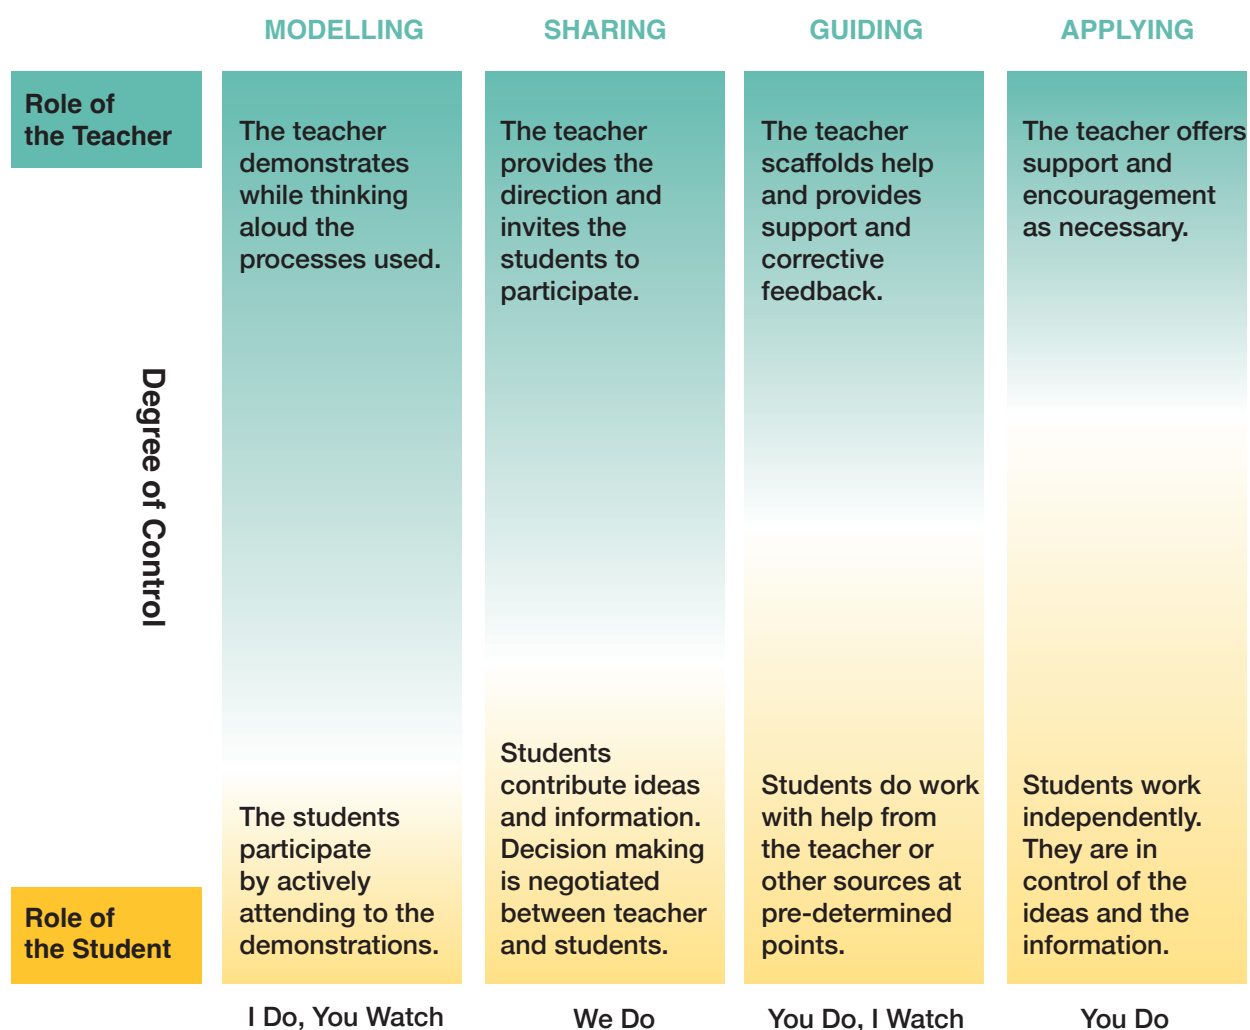 MODELLING
SHARING
GUIDING
APPLYING
Role of
the Teacher
The teacher
demonstrates
while thinking
aloud the
processes used.
The teacher
provides the
direction and
invites the
students to
participate.
The teacher
scaffolds help
and provides
support and
corrective
feedback.
The teacher offers
support and
encouragement
as necessary.
Degree of Control
Role of
the Student
The students
participate
by actively
attending to the
demonstrations.
Students
contribute ideas
and information.
Decision making
is negotiated
between teacher
and students.
Students do work
with help from
the teacher or
other sources at
pre-determined
points.
Students work
independently.
They are in
control of the
ideas and the
information.
I Do, You Watch
We Do
You Do, I Watch
You Do